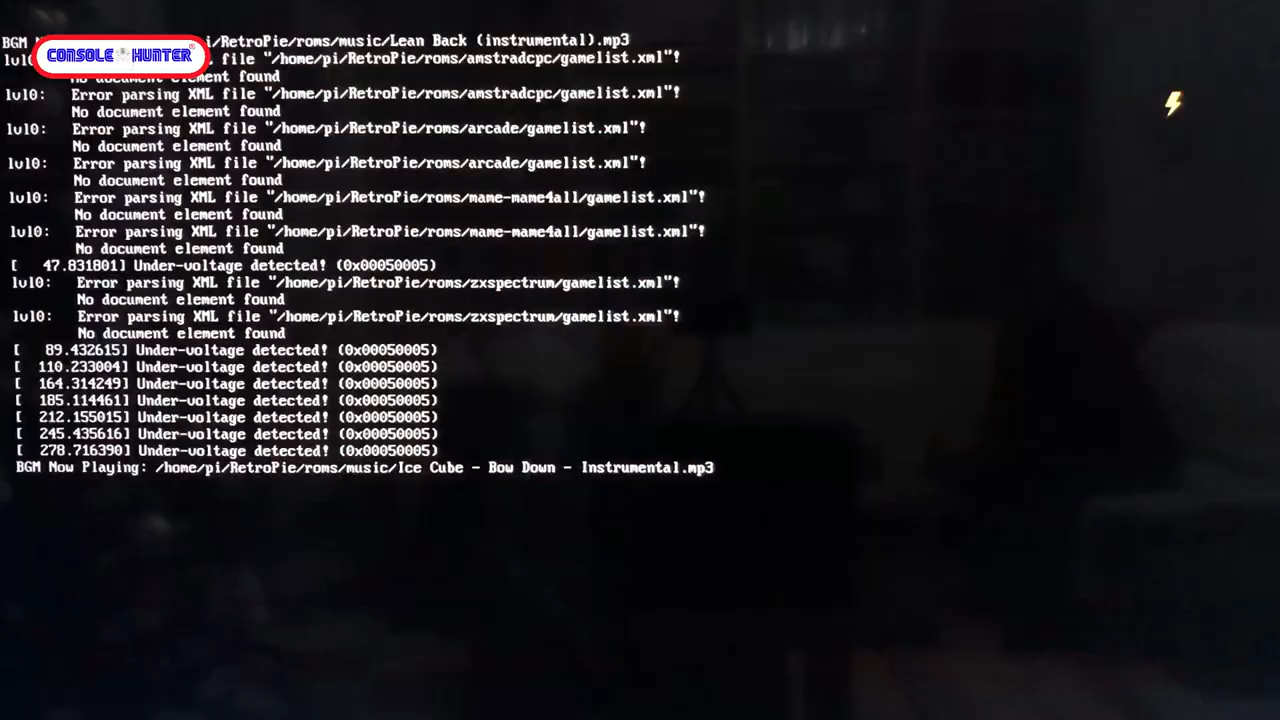 BGM
i/RetroPie/roms/music/Lean Back (instrumental).mp3
CONSOLE HUNTER
lvl0: file "/home/pi/RetroPie/roms/amstradcpc/gamelist.xml"!
No document element found
lvl0: Error parsing XML file "/home/pi/RetroPie/roms/amstradcpc/gamelist.xml"!
No document element found
lvl0: Error parsing XML file "/home/pi/RetroPie/roms/arcade/gamelist.xml"!
No document element found
lvl0: Error parsing XML file "/home/pi/RetroPie/roms/arcade/gamelist.xml"!
No document element found
lvl0: Error parsing XML file "/home/pi/RetroPie/roms/mame-mame4all/gamelist.xml"!
No document element found
lvl0: Error parsing XML file "/home/pi/RetroPie/roms/mame-mame4all/gamelist.xml"!
No document element found
[ 47.831801] Under-voltage detected! (0x00050005)
lvl0: Error parsing XML file "/home/pi/RetroPie/roms/zxspectrum/gamelist.xml"!
No document element found
lvl0: Error parsing XML file "/home/pi/RetroPie/roms/zxspectrum/gamelist.xml"!
No document element found
[ 89.432615] Under-voltage detected! (0x00050005)
[ 110.233004] Under-voltage detected! (0x00050005)
[ 164.314249] Under-voltage detected! (0x00050005)
[ 185.114461] Under-voltage detected! (0x00050005)
[ 212.155015] Under-voltage detected! (0x00050005)
[ 245.435616] Under-voltage detected! (0x00050005)
[ 278.716390] Under-voltage detected! (0x00050005)
BGM Now Playing: /home/pi/RetroPie/roms/music/Ice Cube - Bow Down - Instrumental.mp3